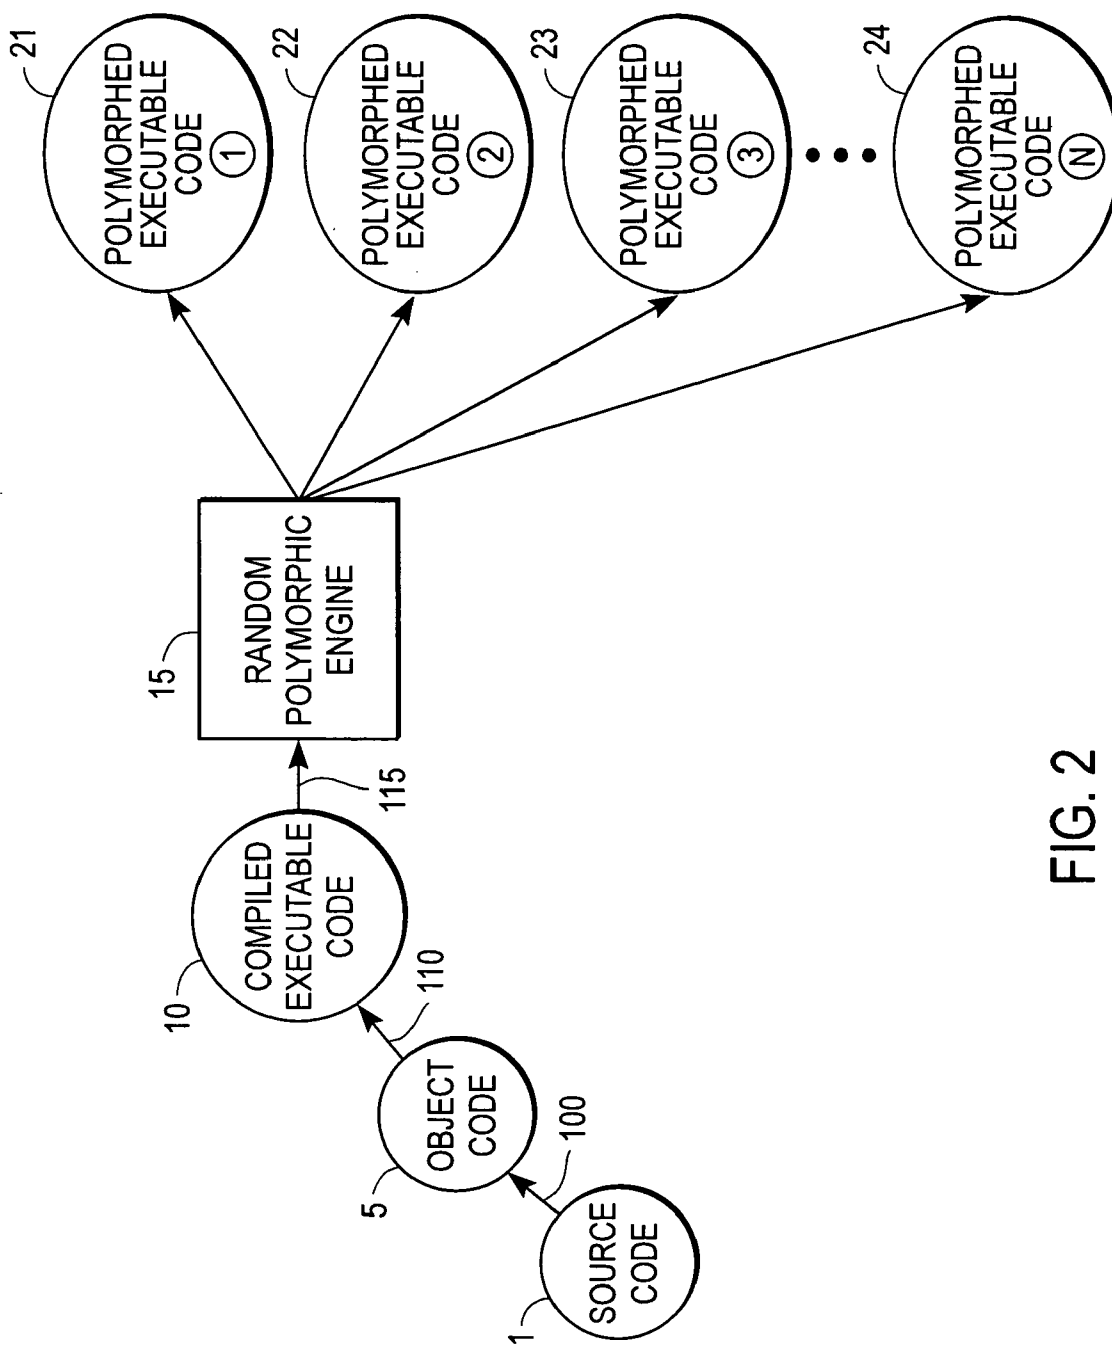 1
SOURCE
CODE
100
5
OBJECT
CODE
110
10
COMPILED
EXECUTABLE
CODE
115
15
RANDOM
POLYMORPHIC
ENGINE
21
POLYMORPHED
EXECUTABLE
CODE
1
22
POLYMORPHED
EXECUTABLE
CODE
2
23
POLYMORPHED
EXECUTABLE
CODE
3
24
POLYMORPHED
EXECUTABLE
CODE
N
FIG. 2